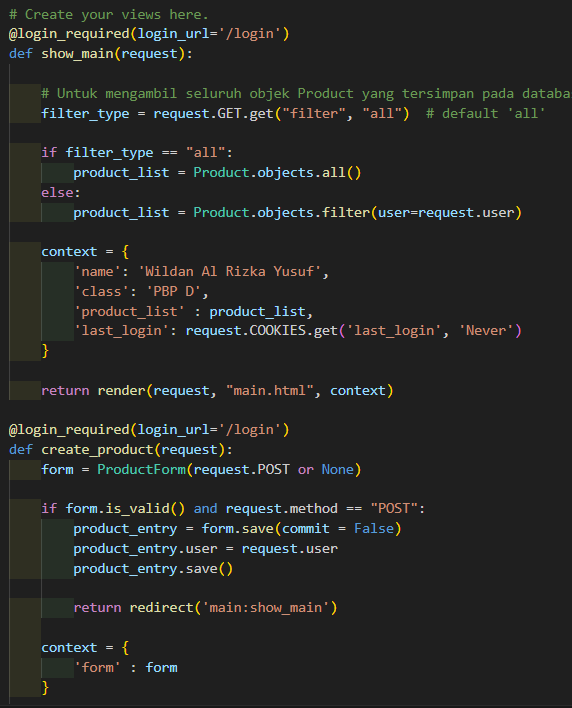 # Create your views here.
@login_required(login_url='/login')
def show_main(request):
# Untuk mengambil seluruh objek Product yang tersimpan pada
filter_type = request.GET.get("filter", "all")  # default 'all'
if filter_type == "all":
product_list = Product.objects.all()
else:
product_list = Product.objects.filter(user=request.user)
context = {
'name': 'Wildan Al Rizka Yusuf',
'class': 'PBP D',
'product_list' : product_list,
'last_login': request.COOKIES.get('last_login', 'Never')
}
return render(request, "main.html", context)
@login_required(login_url='/login')
def create_product(request):
form = ProductForm(request.POST or None)
if form.is_valid() and request.method == "POST":
product_entry = form.save(commit = False)
product_entry.user = request.user
product_entry.save()
return redirect('main:show_main')
context = {
'form' : form
}